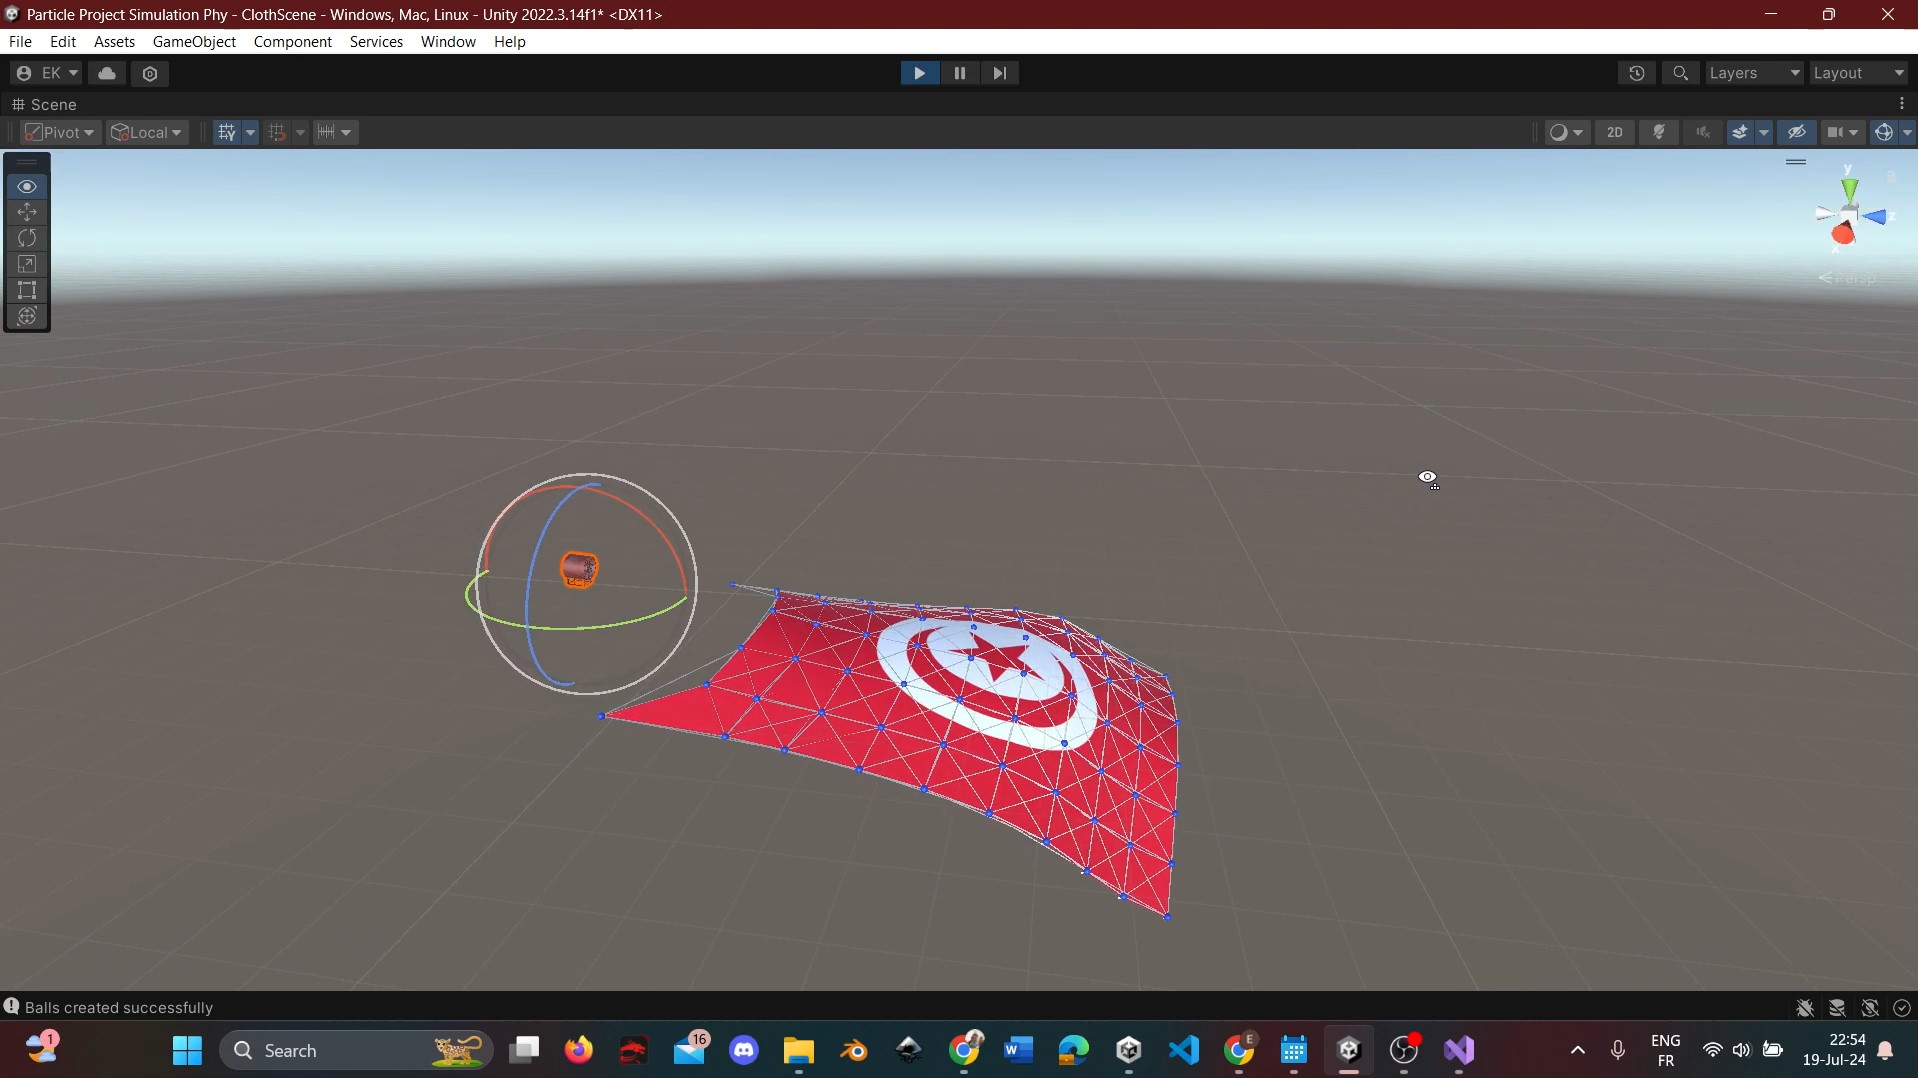 Particle Project Simulation Phy - ClothScene - Windows, Mac, Linux - Unity 2022.3.14f1* <DX11>
File Edit Assets GameObject Component Services Window Help
EK Layers Layout
Scene
Pivot Local 2D
y
z
x
Persp
Balls created successfully
1 Search 16 E ENG 22:54
FR 19-Jul-24